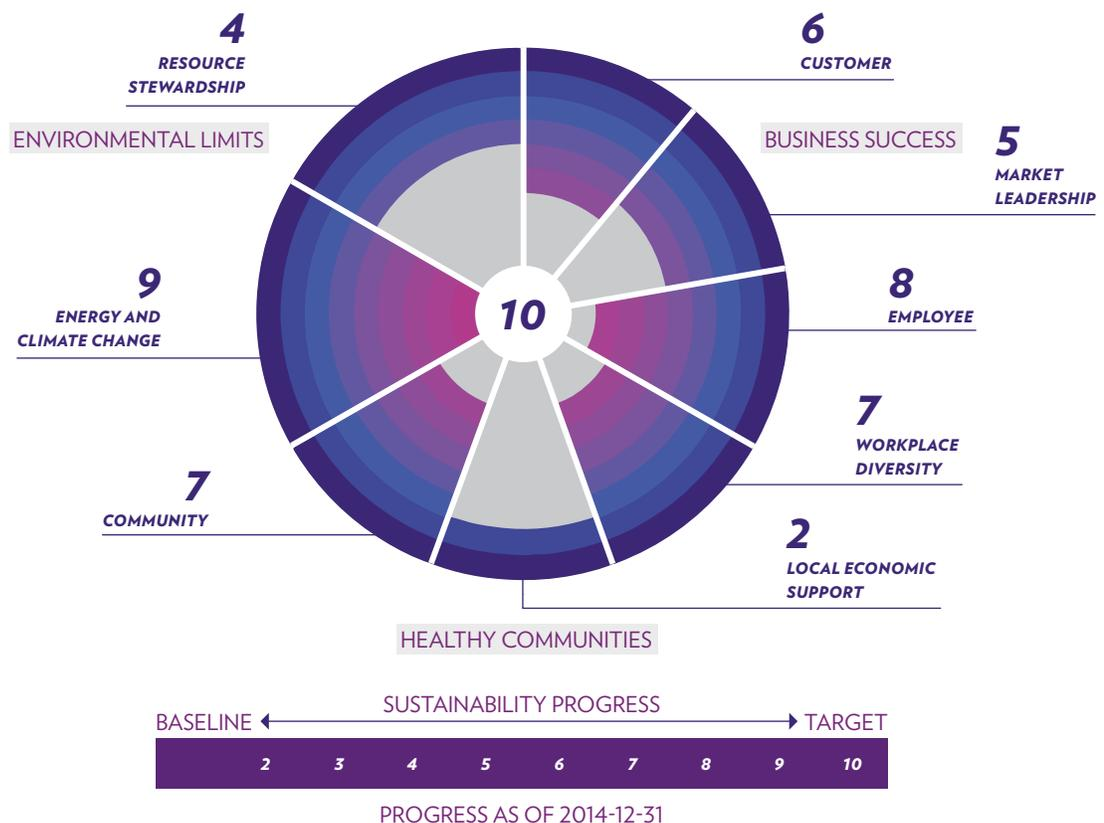 4
RESOURCE
STEWARDSHIP
6
CUSTOMER
ENVIRONMENTAL LIMITS
BUSINESS SUCCESS
5
MARKET
LEADERSHIP
9
ENERGY AND
CLIMATE CHANGE
10
8
EMPLOYEE
7
WORKPLACE
DIVERSITY
7
COMMUNITY
2
LOCAL ECONOMIC
SUPPORT
HEALTHY COMMUNITIES
SUSTAINABILITY PROGRESS
BASELINE TARGET
2 3 4 5 6 7 8 9 10
PROGRESS AS OF 2014-12-31